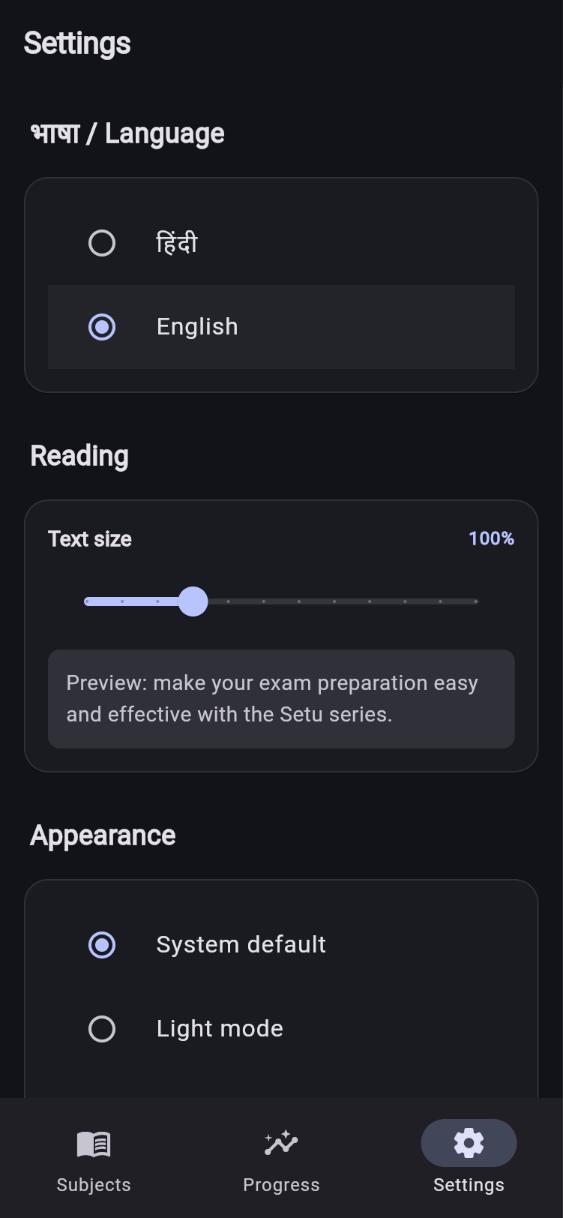 Settings
भाषा / Language
हिंदी
English
Reading
Text size
100%
Preview: make your exam preparation easy
and effective with the Setu series.
Appearance
System default
Light mode
Subjects
Progress
Settings